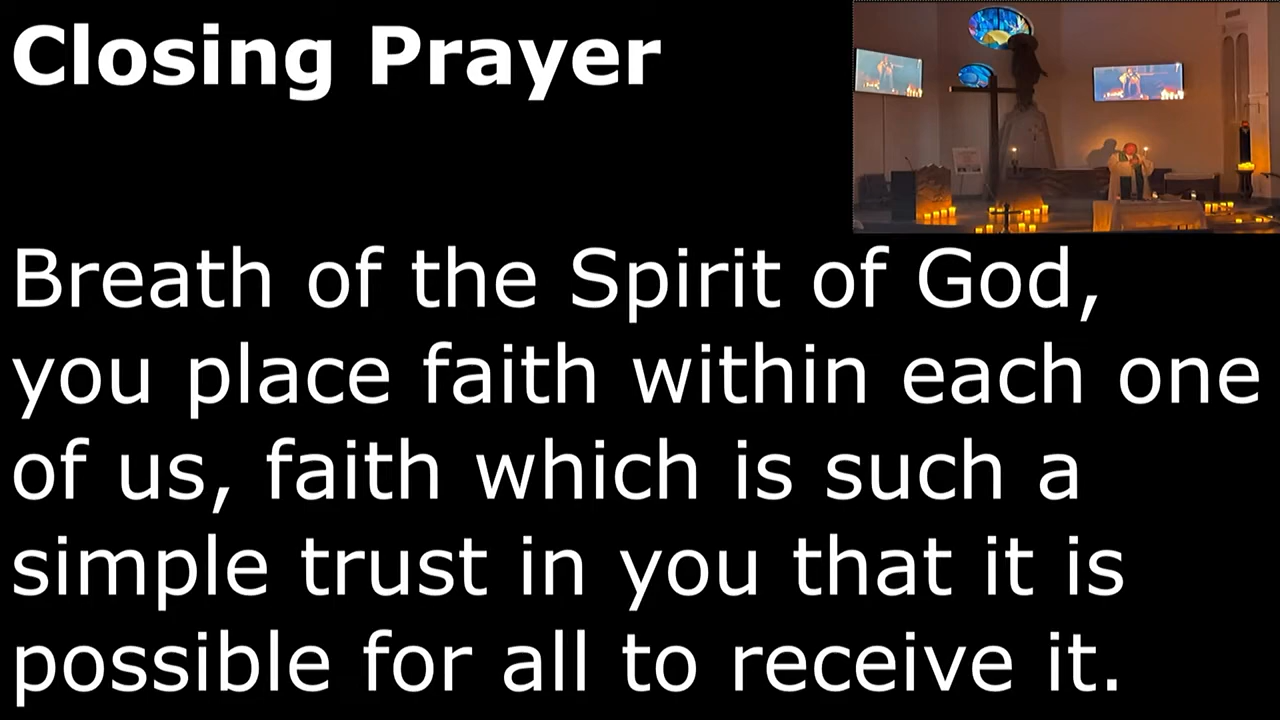 Closing Prayer
Breath of the Spirit of God,
you place faith within each one
of us, faith which is such a
simple trust in you that it is
possible for all to receive it.